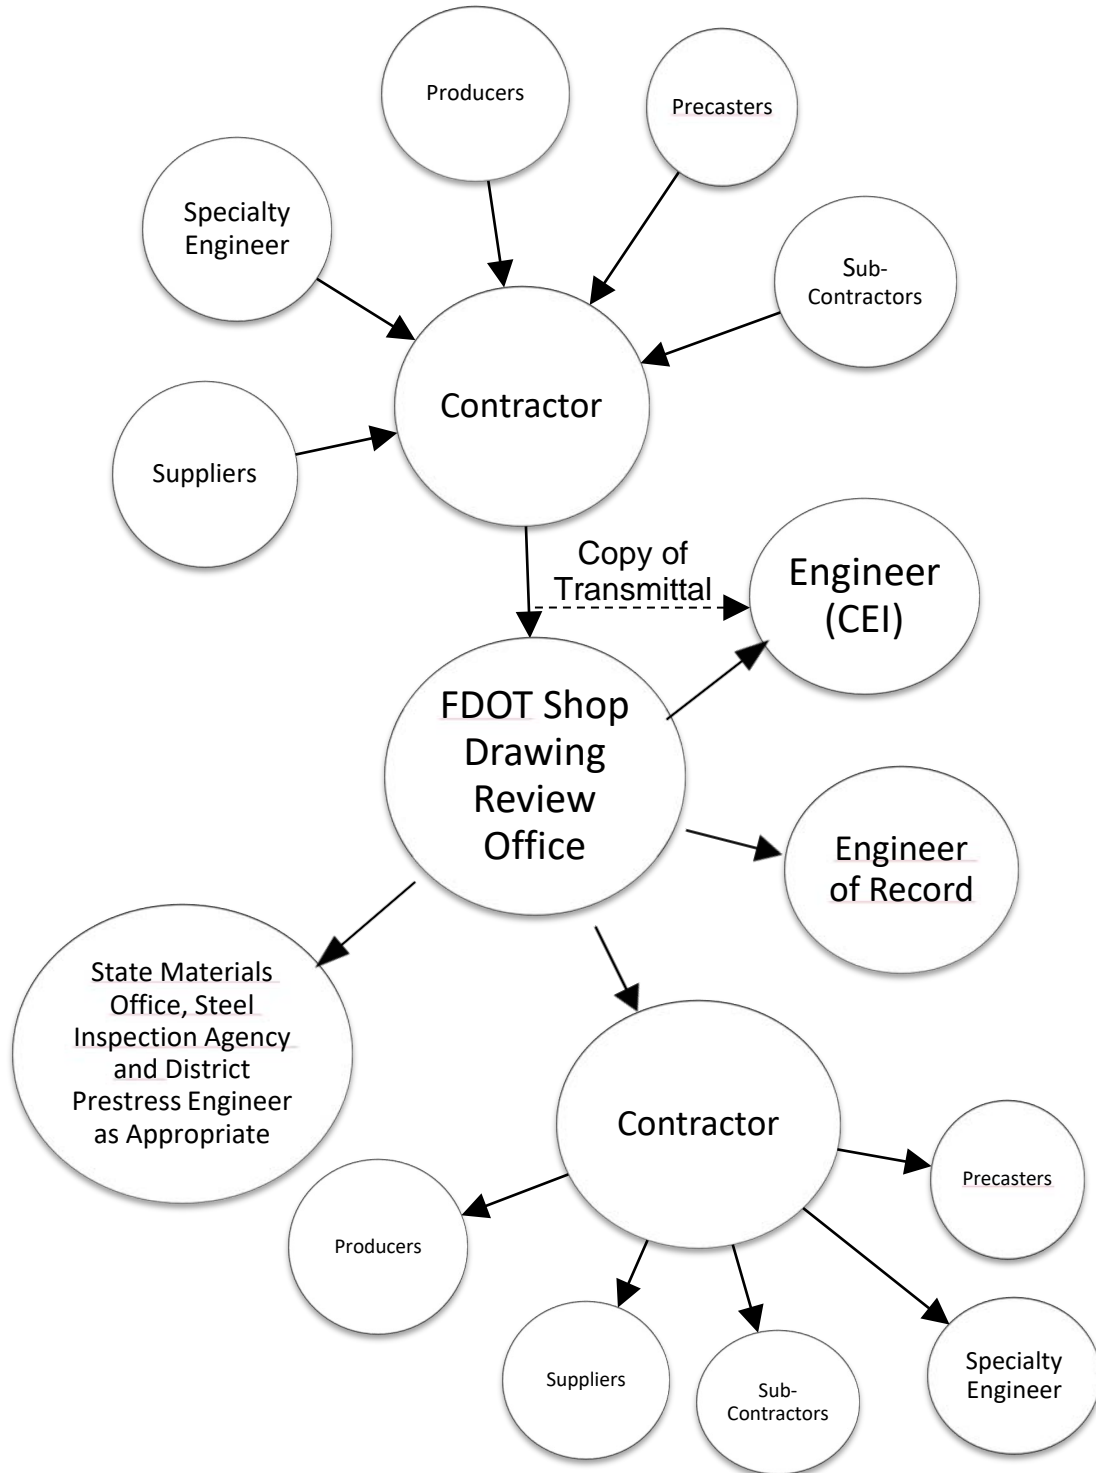 Producers
Precasters
Specialty
Engineer
Sub-
Contractors
Contractor
Suppliers
Copy of
Transmittal
Engineer
(CEI)
FDOT Shop
Drawing
Review
Office
Engineer
of Record
State Materials
Office, Steel
Inspection Agency
and District
Prestress Engineer
as Appropriate
Contractor
Precasters
Producers
Suppliers
Sub-
Contractors
Specialty
Engineer